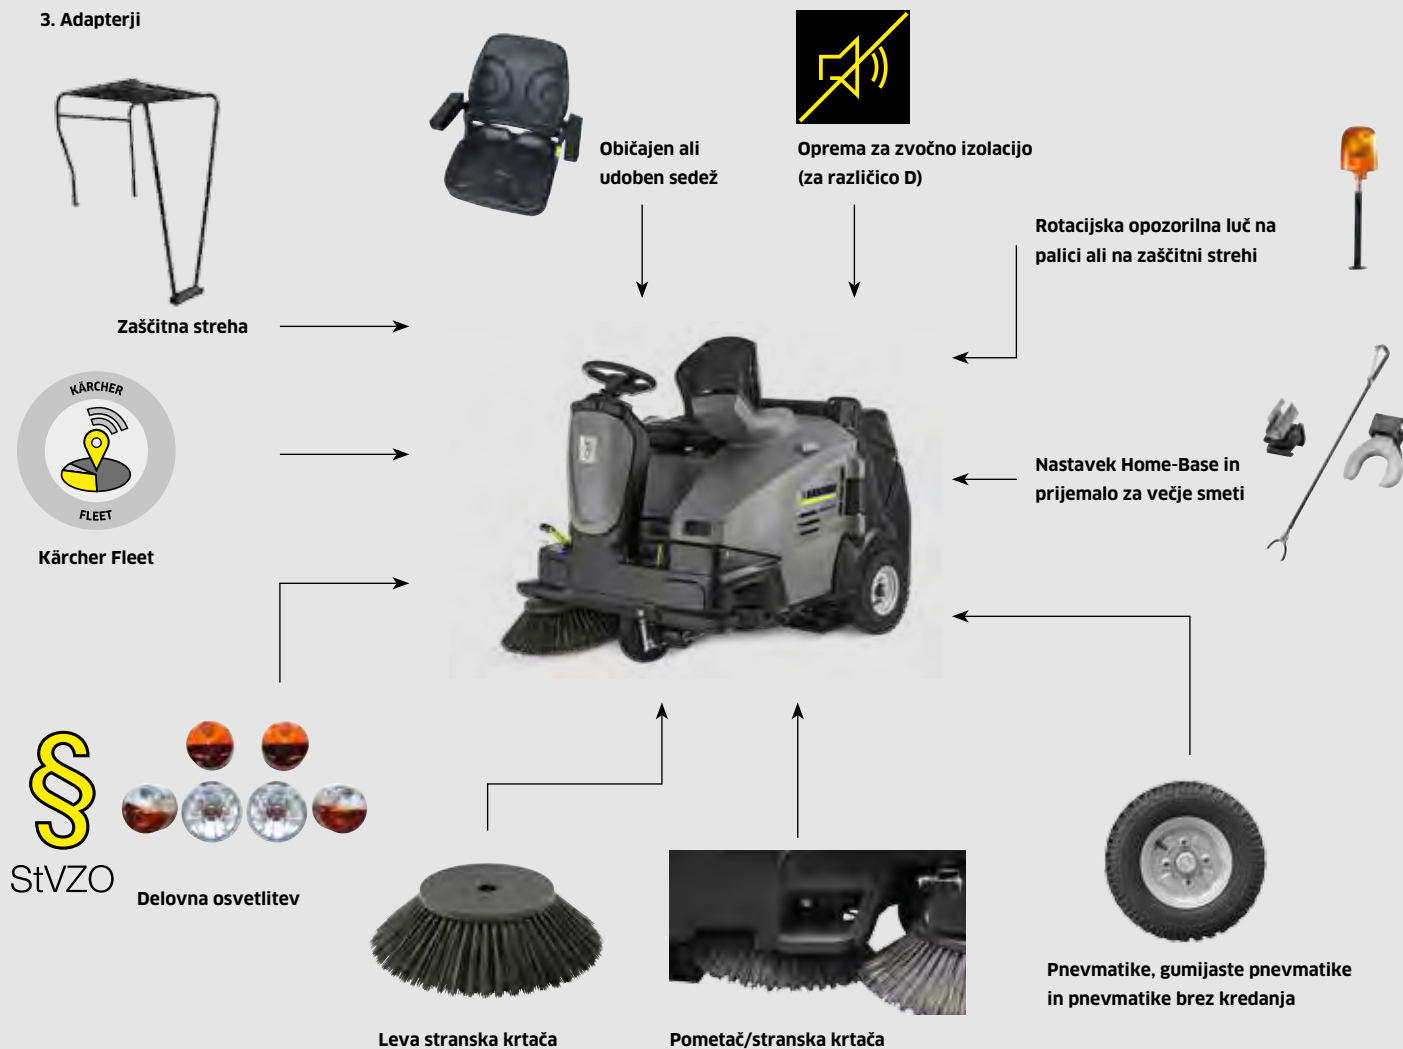 3. Adapterji
Običajen ali
udoben sedež
Oprema za zvočno izolacijo
(za različico D)
Rotacijska opozorilna luč na
palici ali na zaščitni strehi
Zaščitna streha
KÄRCHER
FLEET
Kärcher Fleet
Nastavek Home-Base in
prijemalo za večje smeti
KÄRCHER
§
StVZO
Delovna osvetlitev
Leva stranska krtača
Pometač/stranska krtača
Pnevmatike, gumijaste pnevmatike
in pnevmatike brez kredanja